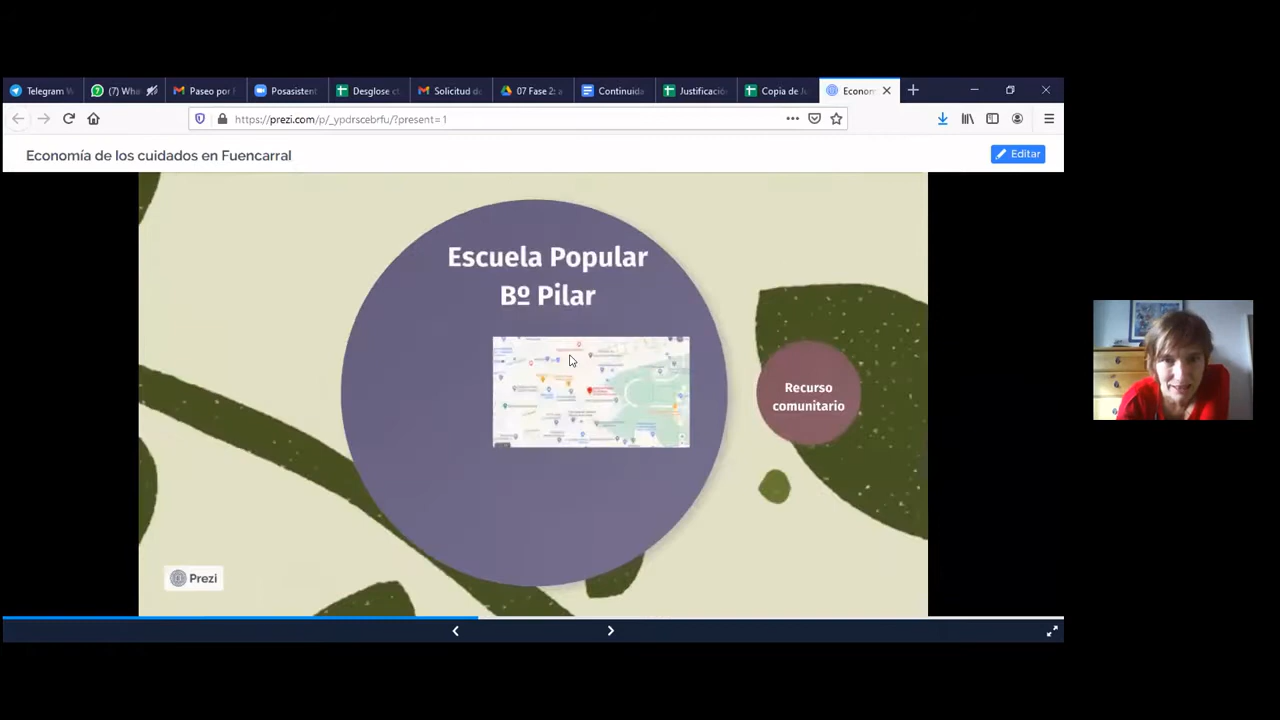 Telegram W
(7) Wha
Paseo por
Posasistent
Desglose ct
Solicitud de
07 Fase 2: a
Continuida
Justificació
Copia de Ju
Econom
https://prezi.com/p/_ypdrscebrfu/?present=1
Economía de los cuidados en Fuencarral
Editar
Escuela Popular
Bº Pilar
Recurso
comunitario
Prezi